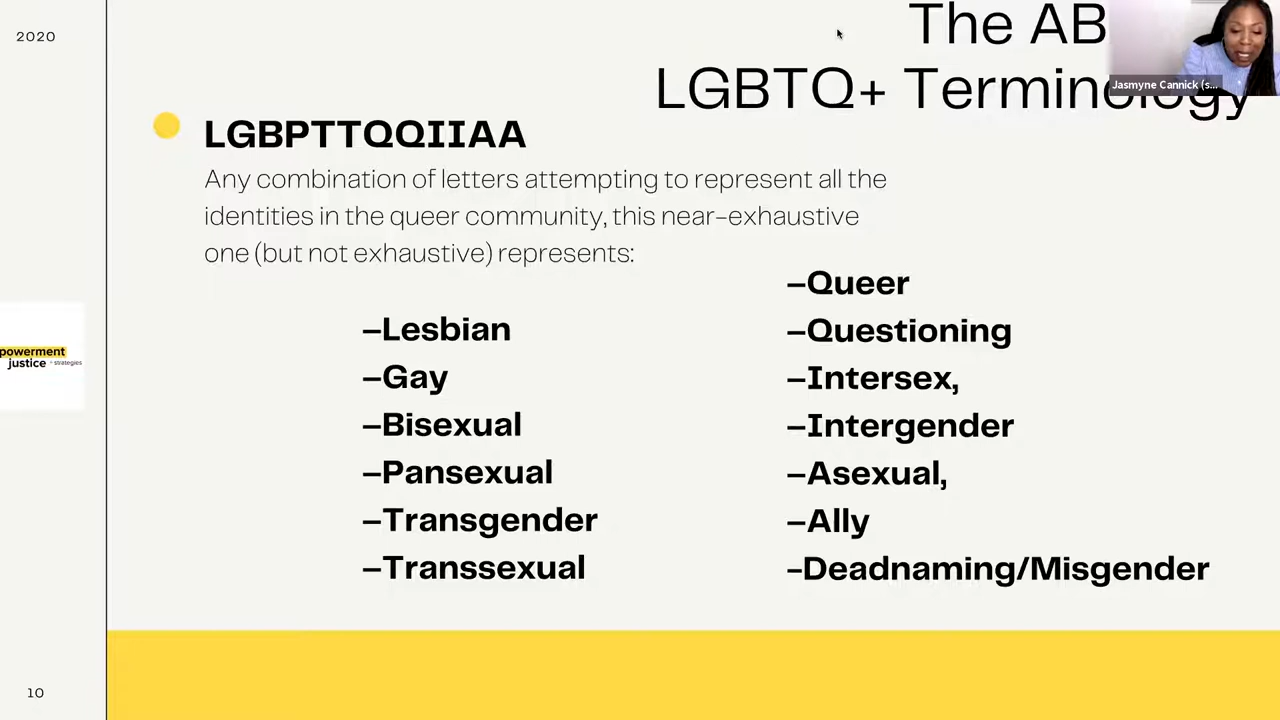 2020
The AB
LGBTQ+ Terminology
Jasmyne Cannick (s...
LGBPTTQQIIAA
Any combination of letters attempting to represent all the
identities in the queer community, this near-exhaustive
one (but not exhaustive) represents:
–Lesbian
–Gay
–Bisexual
–Pansexual
–Transgender
–Transsexual
–Queer
–Questioning
–Intersex,
–Intergender
–Asexual,
–Ally
–Deadnaming/Misgender
powerment
justice + strategies
10